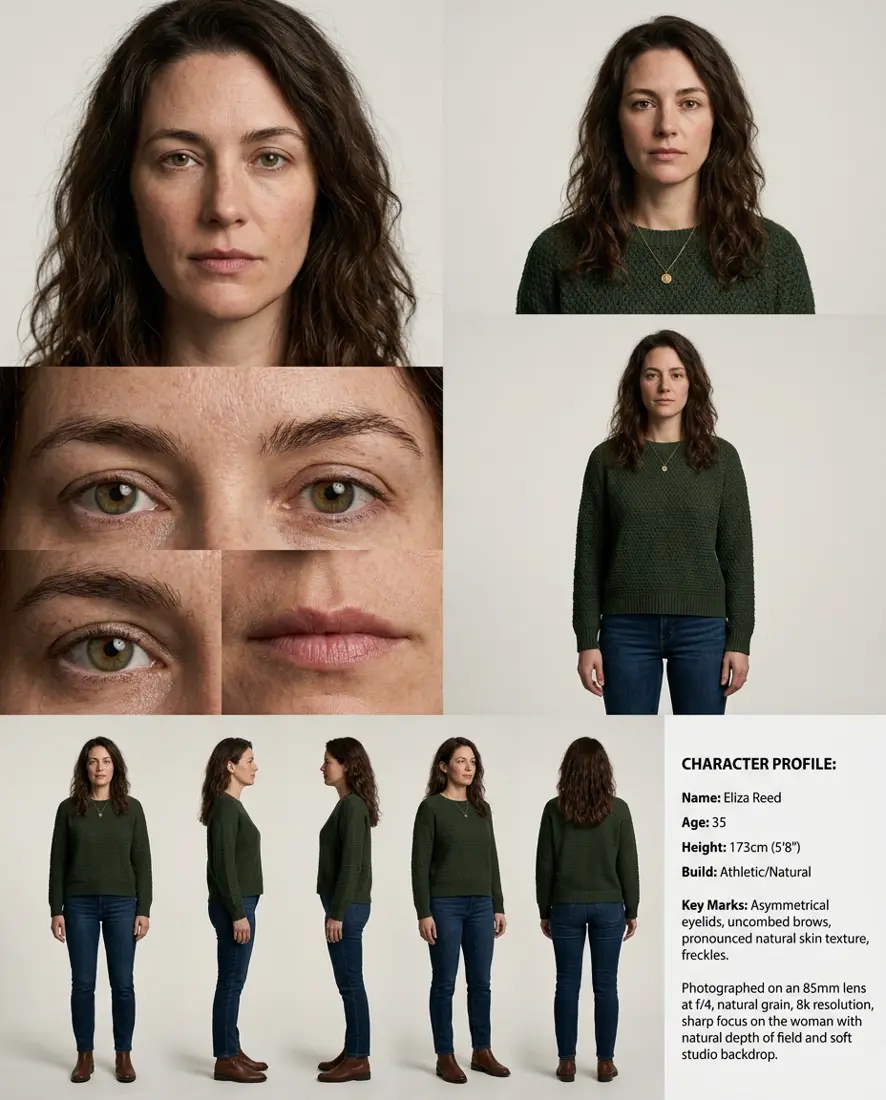 CHARACTER PROFILE:
Name: Eliza Reed
Age: 35
Height: 173cm (5'8")
Build: Athletic/Natural
Key Marks: Asymmetrical
eyelids, uncombed brows,
pronounced natural skin texture,
freckles.
Photographed on an 85mm lens
at f/4, natural grain, 8k resolution,
sharp focus on the woman with
natural depth of field and soft
studio backdrop.